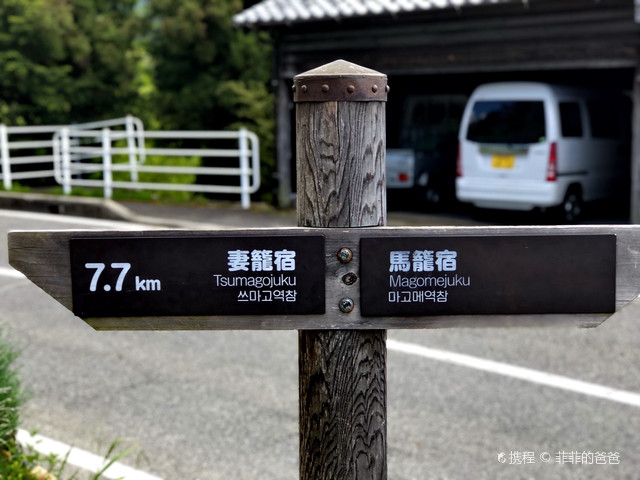 7.7 km
妻籠宿
Tsumagojuku
쓰마고역참
馬籠宿
Magomejuku
마고메역참
携程 © 菲菲的爸爸